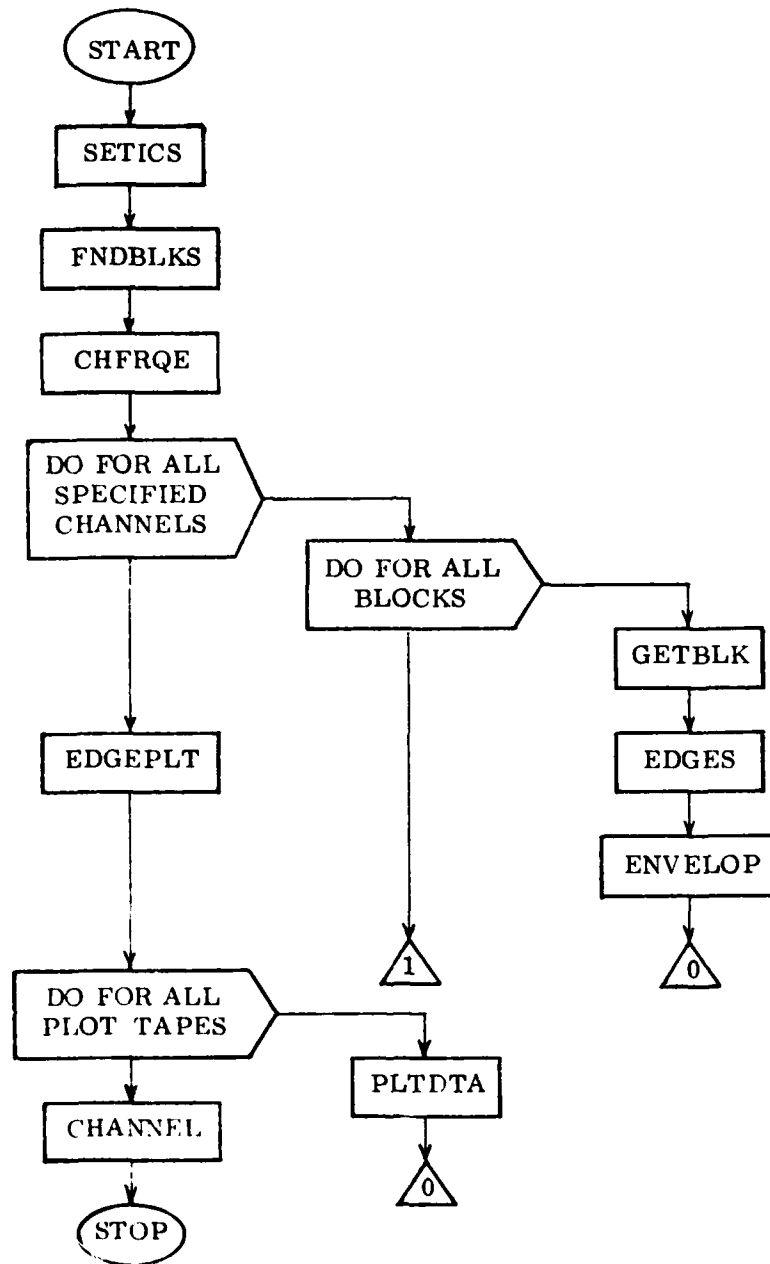 START
SETICS
FNDBLKS
CHFRQE
DO FOR ALL
SPECIFIED
CHANNELS
DO FOR ALL
BLOCKS
GETBLK
EDGEPLT
EDGES
ENVELOP
1
0
DO FOR ALL
PLOT TAPES
PLTDTA
CHANNEL
0
STOP